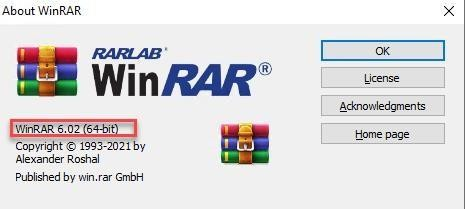 About WinRAR
RARLAB®
WinRAR®
WinRAR 6.02 (64-bit)
Copyright © 1993-2021 by
Alexander Roshal
Published by win.rar GmbH
OK
License
Acknowledgments
Home page